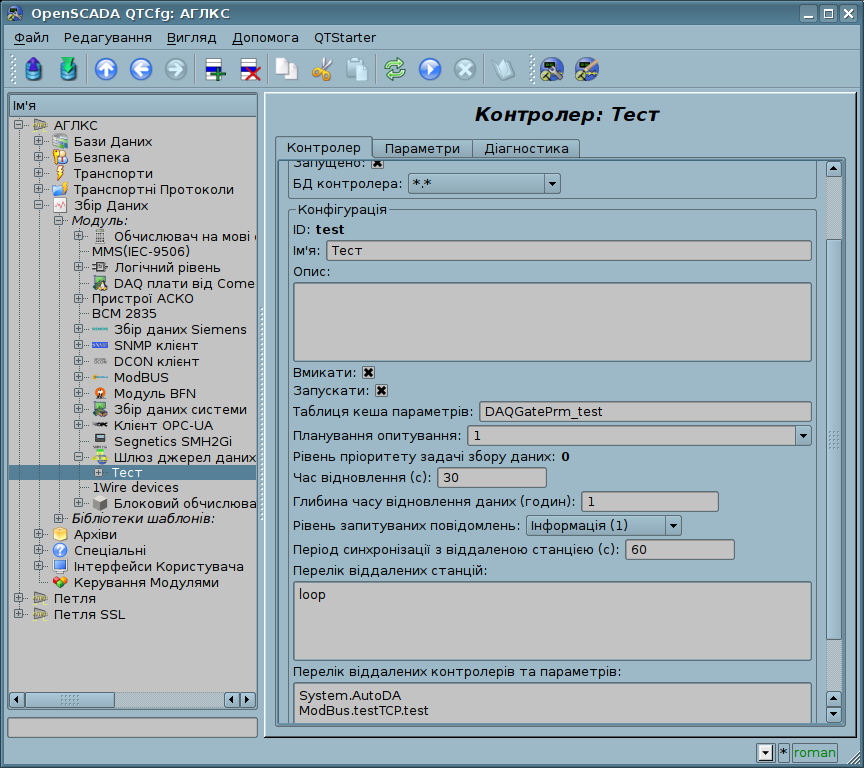 OpenSCADA QTCfg: АГЛКС
Файл Редагування Вигляд Допомога QTStarter
Ім'я
АГЛКС
Бази Даних
Безпека
Транспорти
Транспортні Протоколи
Збір Даних
Модуль:
Обчислювач на мові
MMS(IEC-9506)
Логічний рівень
DAQ плати від Come
Пристрої АСКО
BCM 2835
Збір даних Siemens
SNMP клієнт
DCON клієнт
ModBUS
Модуль BFN
Збір даних системи
Клієнт OPC-UA
Segnetics SMH2Gi
Шлюз джерел даних
Тест
1Wire devices
Блоковий обчислюва
Бібліотеки шаблонів:
Архіви
Спеціальні
Інтерфейси Користувача
Керування Модулями
Петля
Петля SSL
Контролер: Тест
Контролер Параметри Діагностика
Запущено:
БД контролера: *.*
Конфігурація
ID: test
Ім'я: Тест
Опис:
Вмикати:
Запускати:
Таблиця кеша параметрів: DAQGatePrm_test
Планування опитування: 1
Рівень пріоритету задачі збору даних: 0
Час відновлення (с): 30
Глибина часу відновлення даних (годин): 1
Рівень запитуваних повідомлень: Інформація (1)
Період синхронізації з віддаленою станцією (с): 60
Перелік віддалених станцій:
loop
Перелік віддалених контролерів та параметрів:
System.AutoDA
ModBus.testTCP.test
* roman